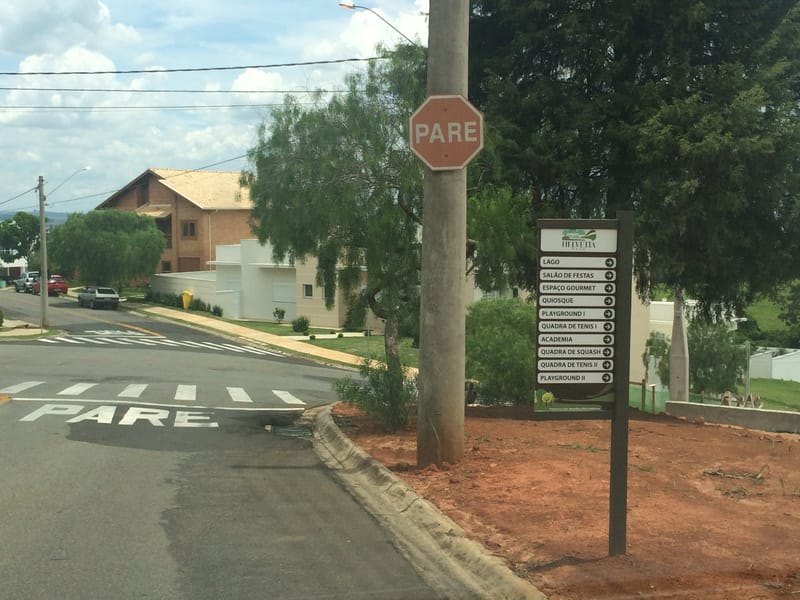 PARE
HELVETIA
LAGO
SALÃO DE FESTAS
ESPAÇO GOURMET
QUIOSQUE
PLAYGROUND I
QUADRA DE TENIS I
ACADEMIA
QUADRA DE SQUASH
QUADRA DE TENIS II
PLAYGROUND II
PARE